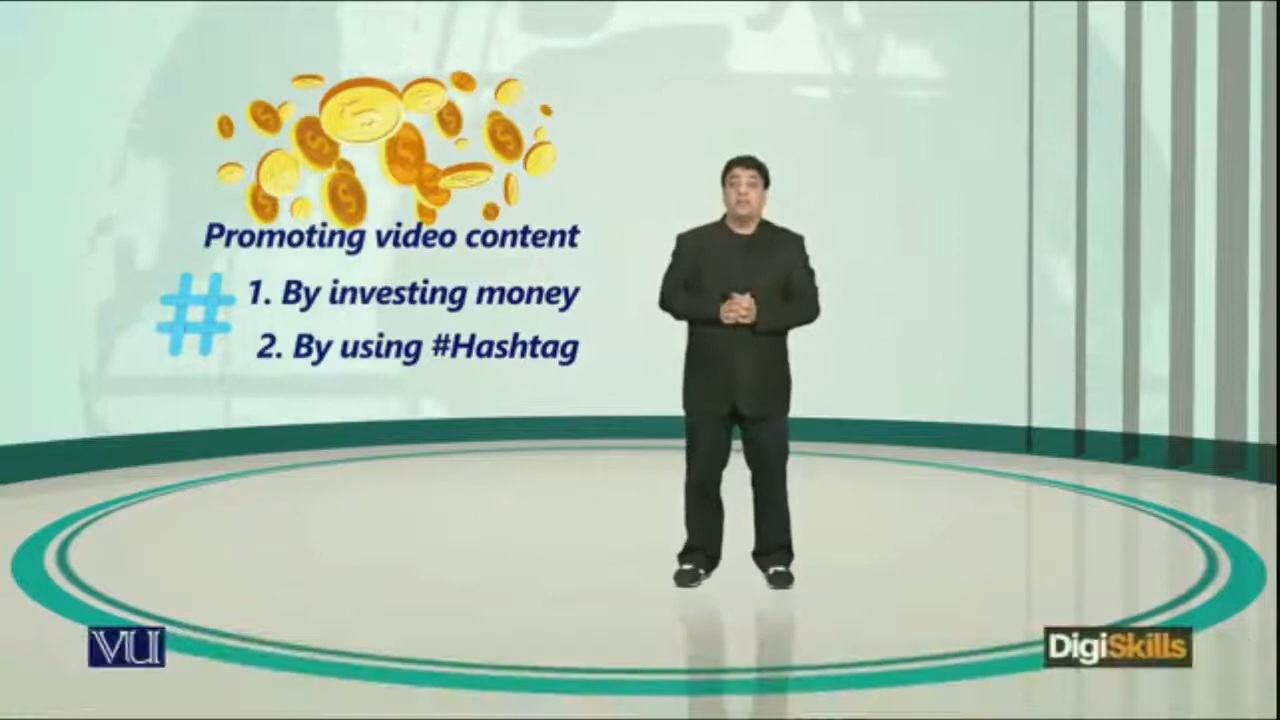 Promoting video content
# 1. By investing money
2. By using #Hashtag
VU
DigiSkills